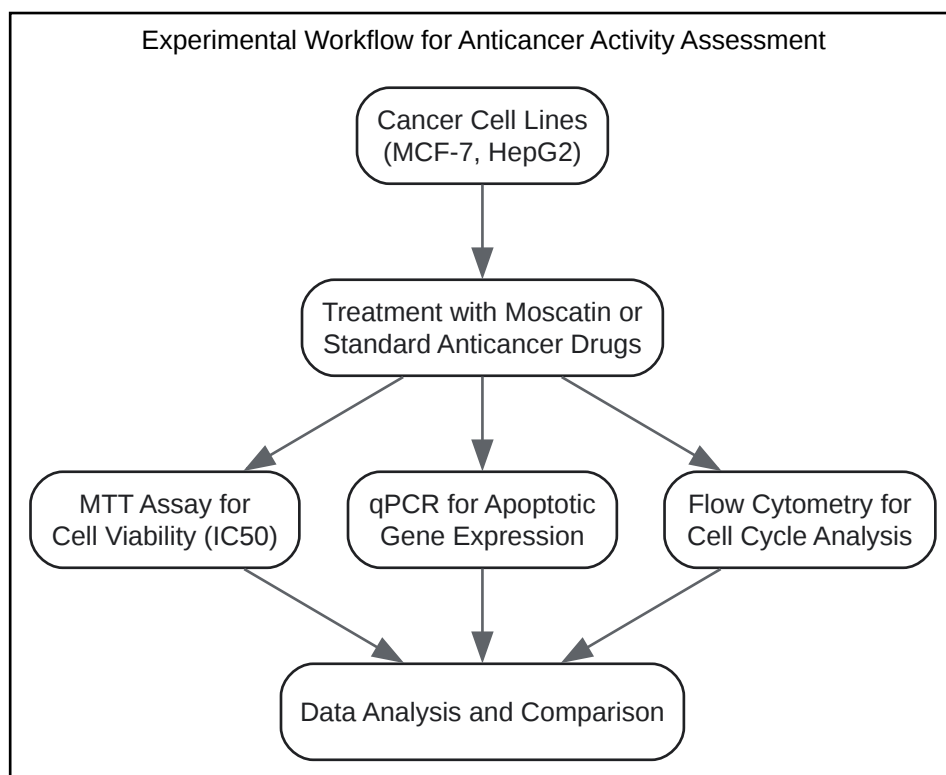 Experimental Workflow for Anticancer Activity Assessment
Cancer Cell Lines
(MCF-7, HepG2)
Treatment with Moscatin or
Standard Anticancer Drugs
MTT Assay for
Cell Viability (IC50)
qPCR for Apoptotic
Gene Expression
Flow Cytometry for
Cell Cycle Analysis
Data Analysis and Comparison